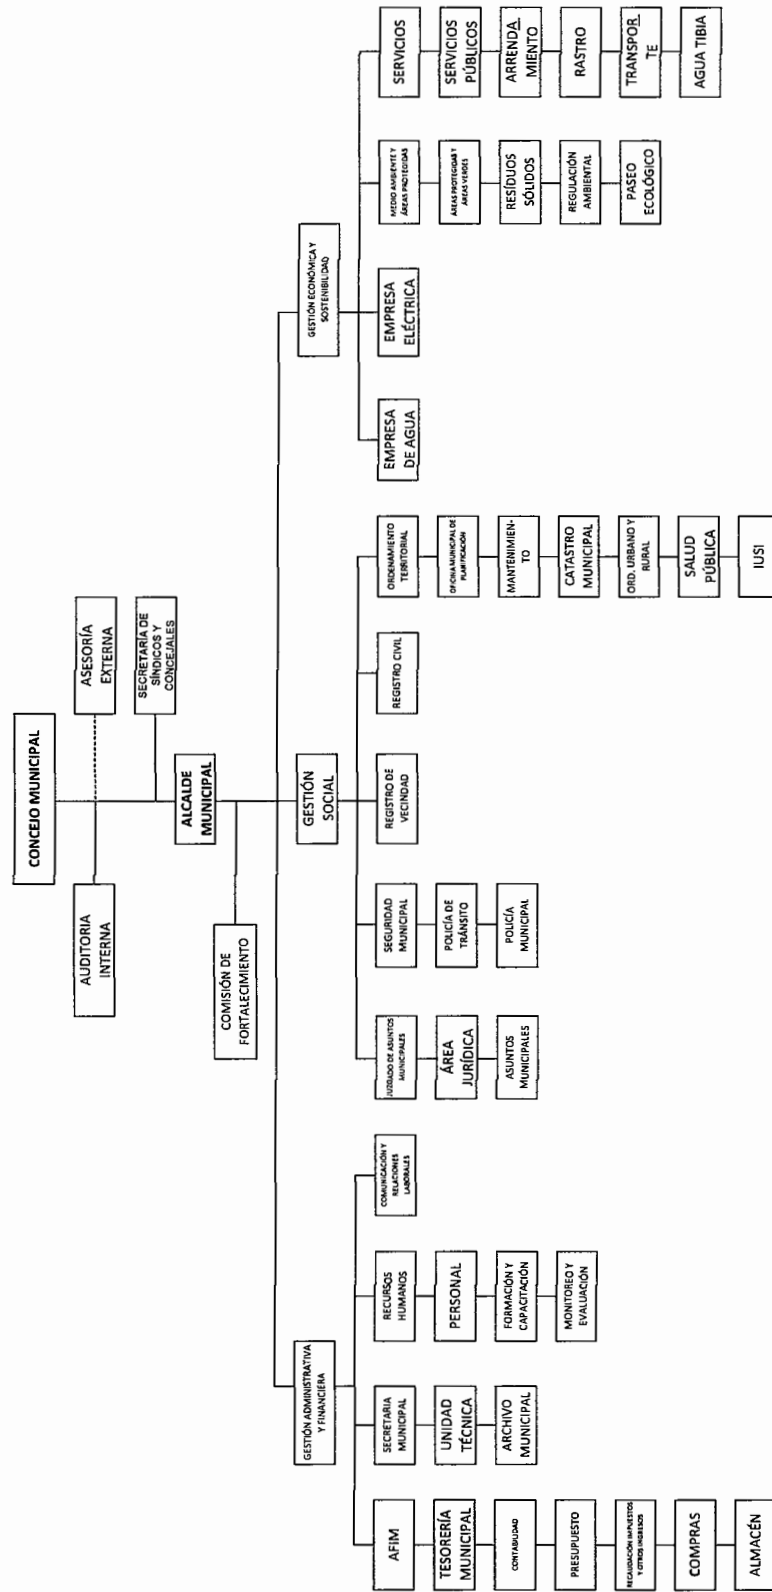 CONCEJO MUNICIPAL
AUDITORIA
INTERNA
ASESORÍA
EXTERNA
SECRETARÍA DE
SÍNDICOS Y
CONCEJALES
ALCALDE
MUNICIPAL
COMISIÓN DE
FORTALECIMIENTO
GESTIÓN ADMINISTRATIVA
Y FINANCIERA
GESTIÓN
SOCIAL
GESTIÓN ECONÓMICA Y
SOSTENIBILIDAD
AFIM
TESORERÍA
MUNICIPAL
CONTABILIDAD
PRESUPUESTO
RECAUDACIÓN IMPUESTOS
Y OTROS INGRESOS
COMPRAS
ALMACÉN
SECRETARIA
MUNICIPAL
UNIDAD
TÉCNICA
ARCHIVO
MUNICIPAL
RECURSOS
HUMANOS
PERSONAL
FORMACIÓN Y
CAPACITACIÓN
MONITOREO Y
EVALUACIÓN
COMUNICACIÓN Y
RELACIONES
LABORALES
JUZGADO DE ASUNTOS
MUNICIPALES
ÁREA
JURÍDICA
ASUNTOS
MUNICIPALES
SEGURIDAD
MUNICIPAL
POLICÍA DE
TRÁNSITO
POLICÍA
MUNICIPAL
REGISTRO DE
VECINDAD
REGISTRO CIVIL
ORDENAMIENTO
TERRITORIAL
OFICINA MUNICIPAL DE
PLANIFICACIÓN
MANTENIMIEN-
TO
CATASTRO
MUNICIPAL
ORD. URBANO Y
RURAL
SALUD
PÚBLICA
IUSI
EMPRESA
DE AGUA
EMPRESA
ELÉCTRICA
MEDIO AMBIENTE Y
ÁREAS PROTEGIDAS
ÁREAS PROTEGIDAS Y
ÁREAS VERDES
RESÍDUOS
SÓLIDOS
REGULACIÓN
AMBIENTAL
PASEO
ECOLÓGICO
SERVICIOS
SERVICIOS
PÚBLICOS
ARRENDA_
MIENTO
RASTRO
TRANSPOR_
TE
AGUA TIBIA